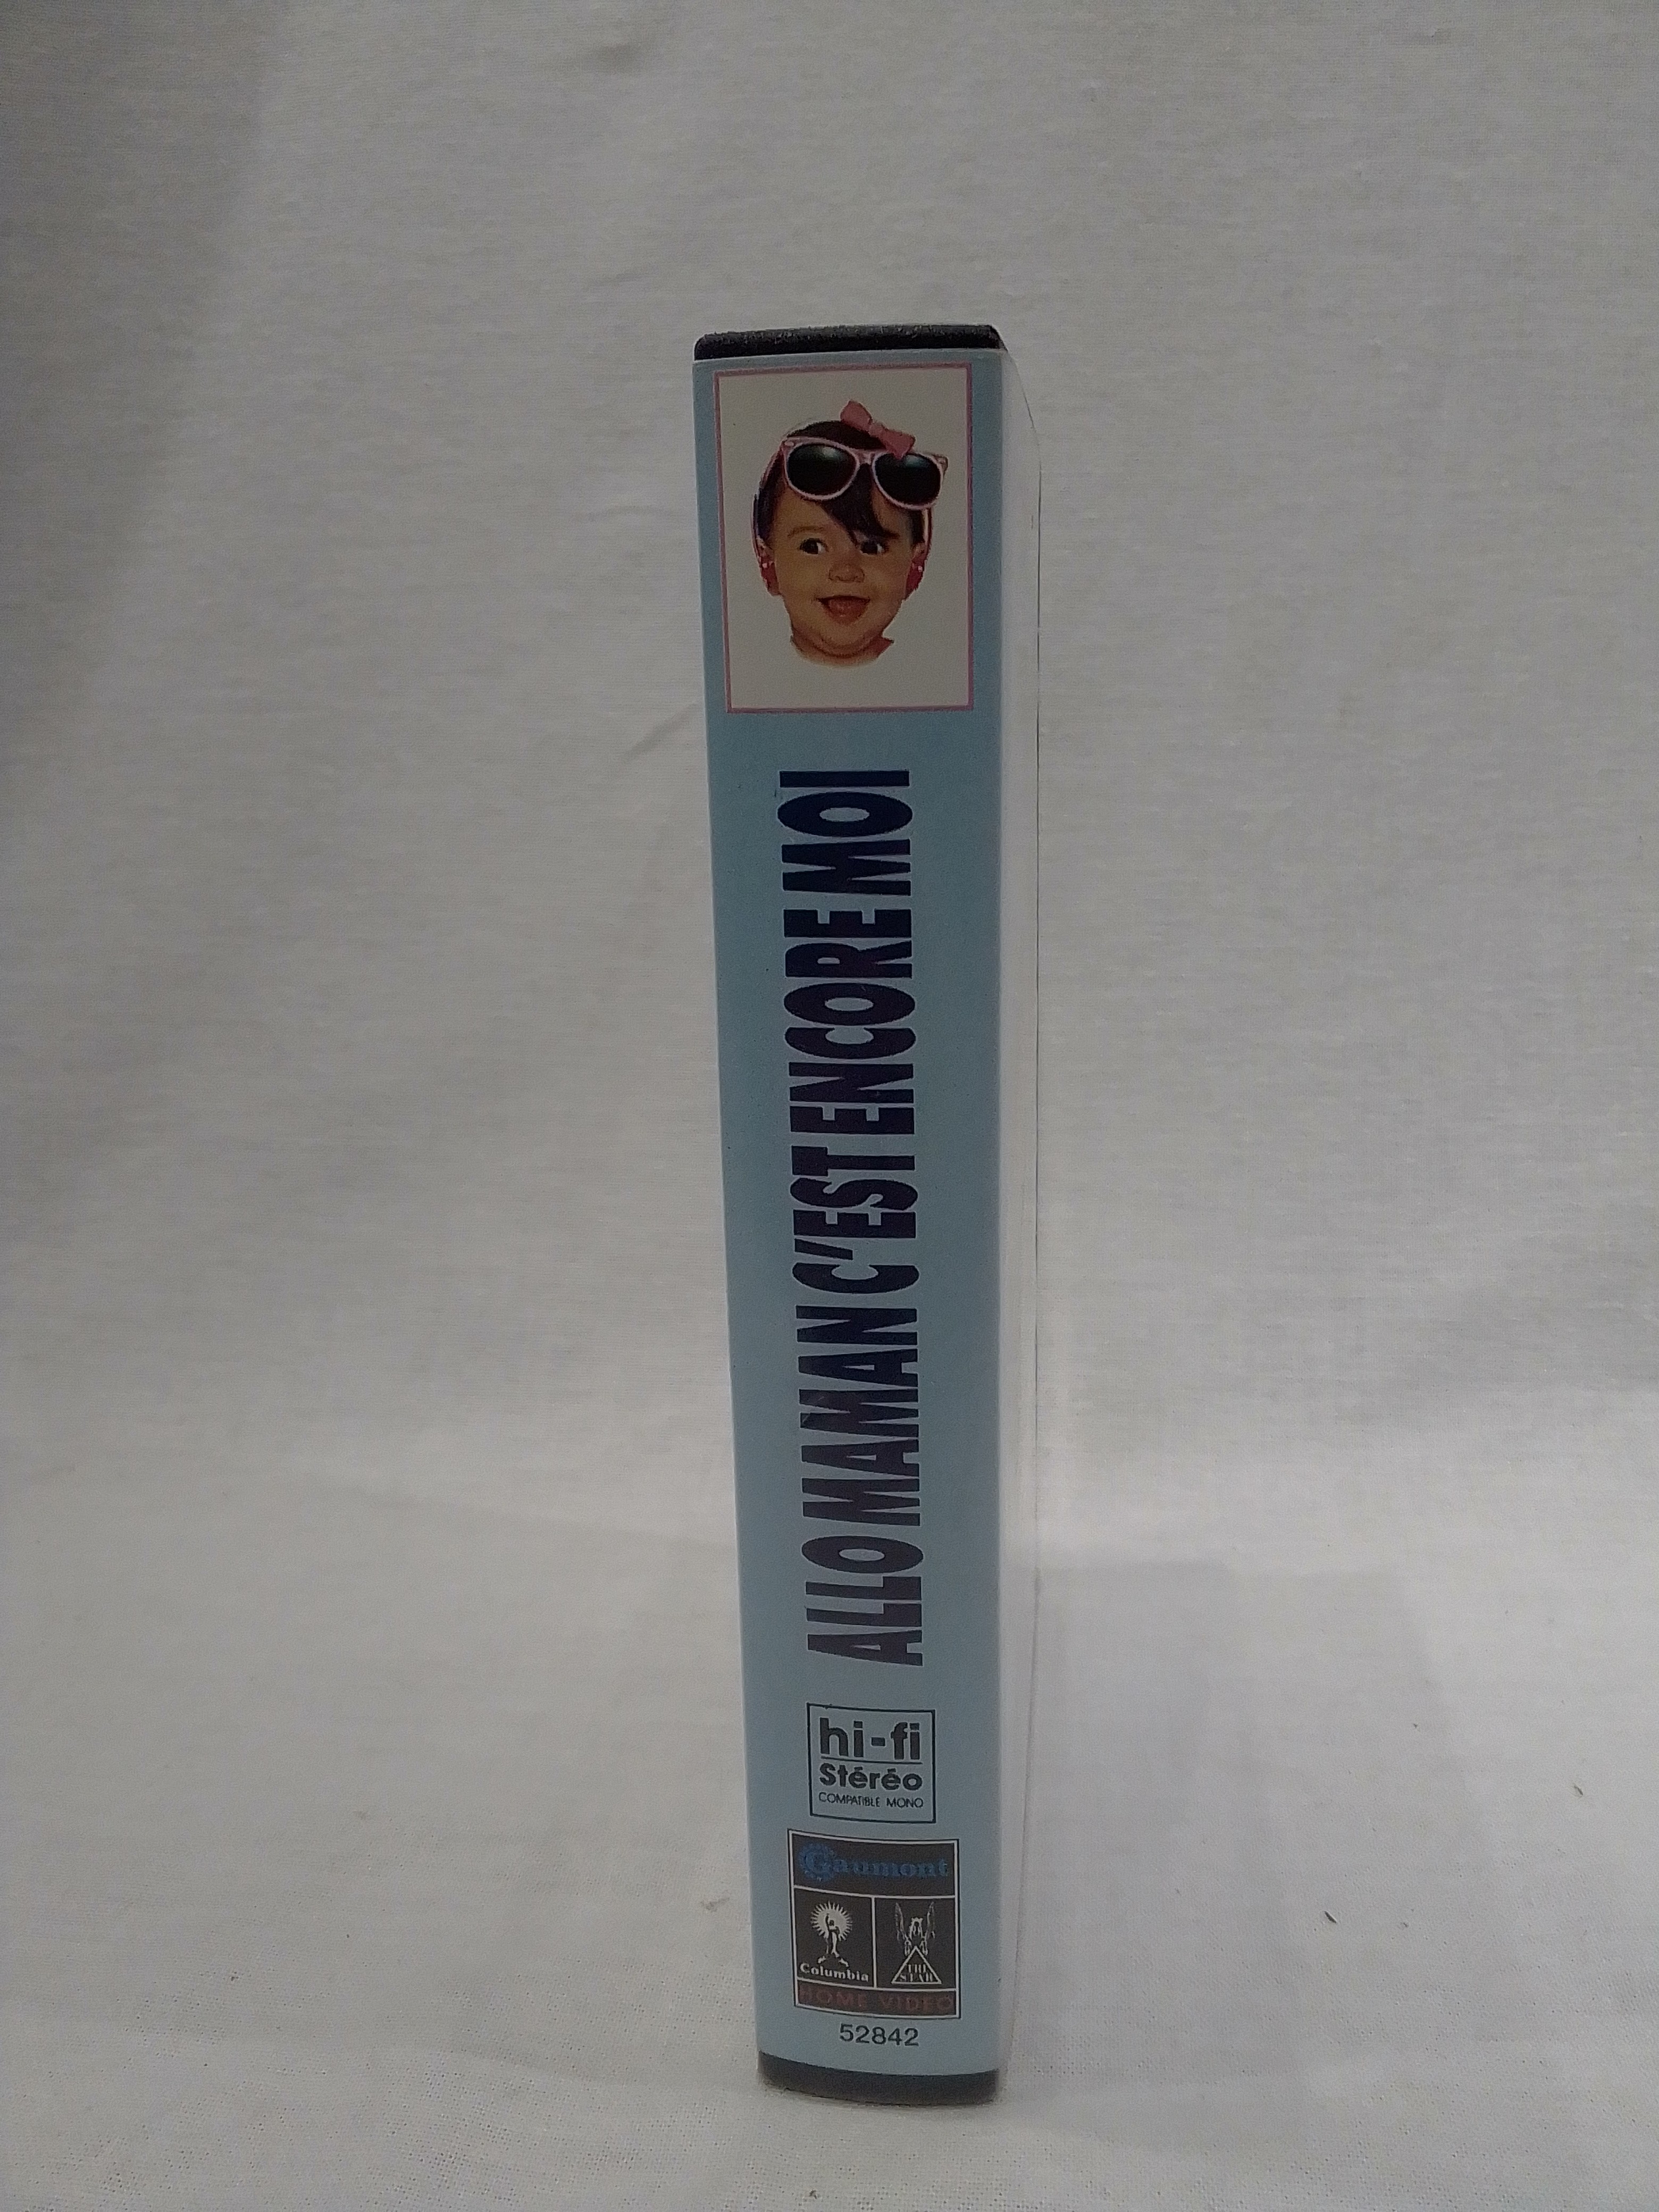 ALLO MAMAN C'EST ENCORE MOI
hi-fi
Stéréo
COMPATIBLE MONO
Gaumont
Columbia
TRI
STAR
HOME VIDEO
52842